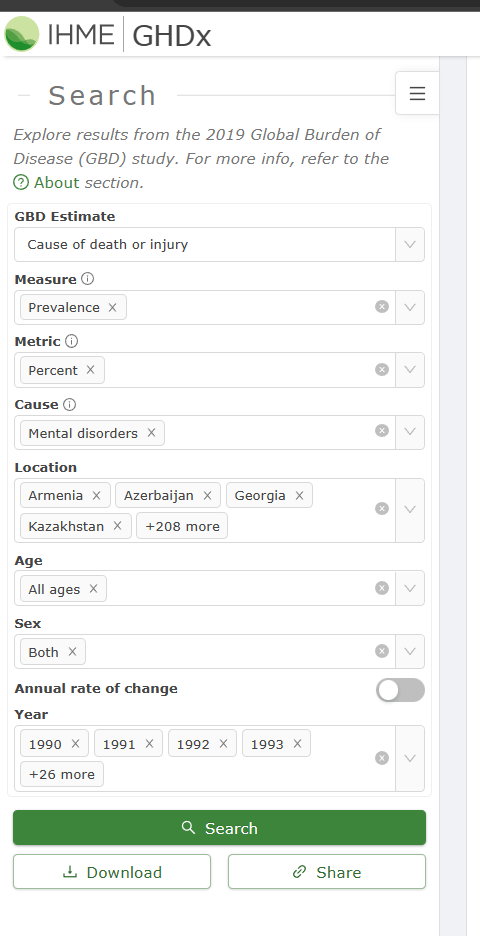 IHME GHDx
Search
Explore results from the 2019 Global Burden of
Disease (GBD) study. For more info, refer to the
About section.
GBD Estimate
Cause of death or injury
Measure
Prevalence
Metric
Percent
Cause
Mental disorders
Location
Armenia Azerbaijan Georgia
Kazakhstan +208 more
Age
All ages
Sex
Both
Annual rate of change
Year
1990 1991 1992 1993
+26 more
Search
Download Share